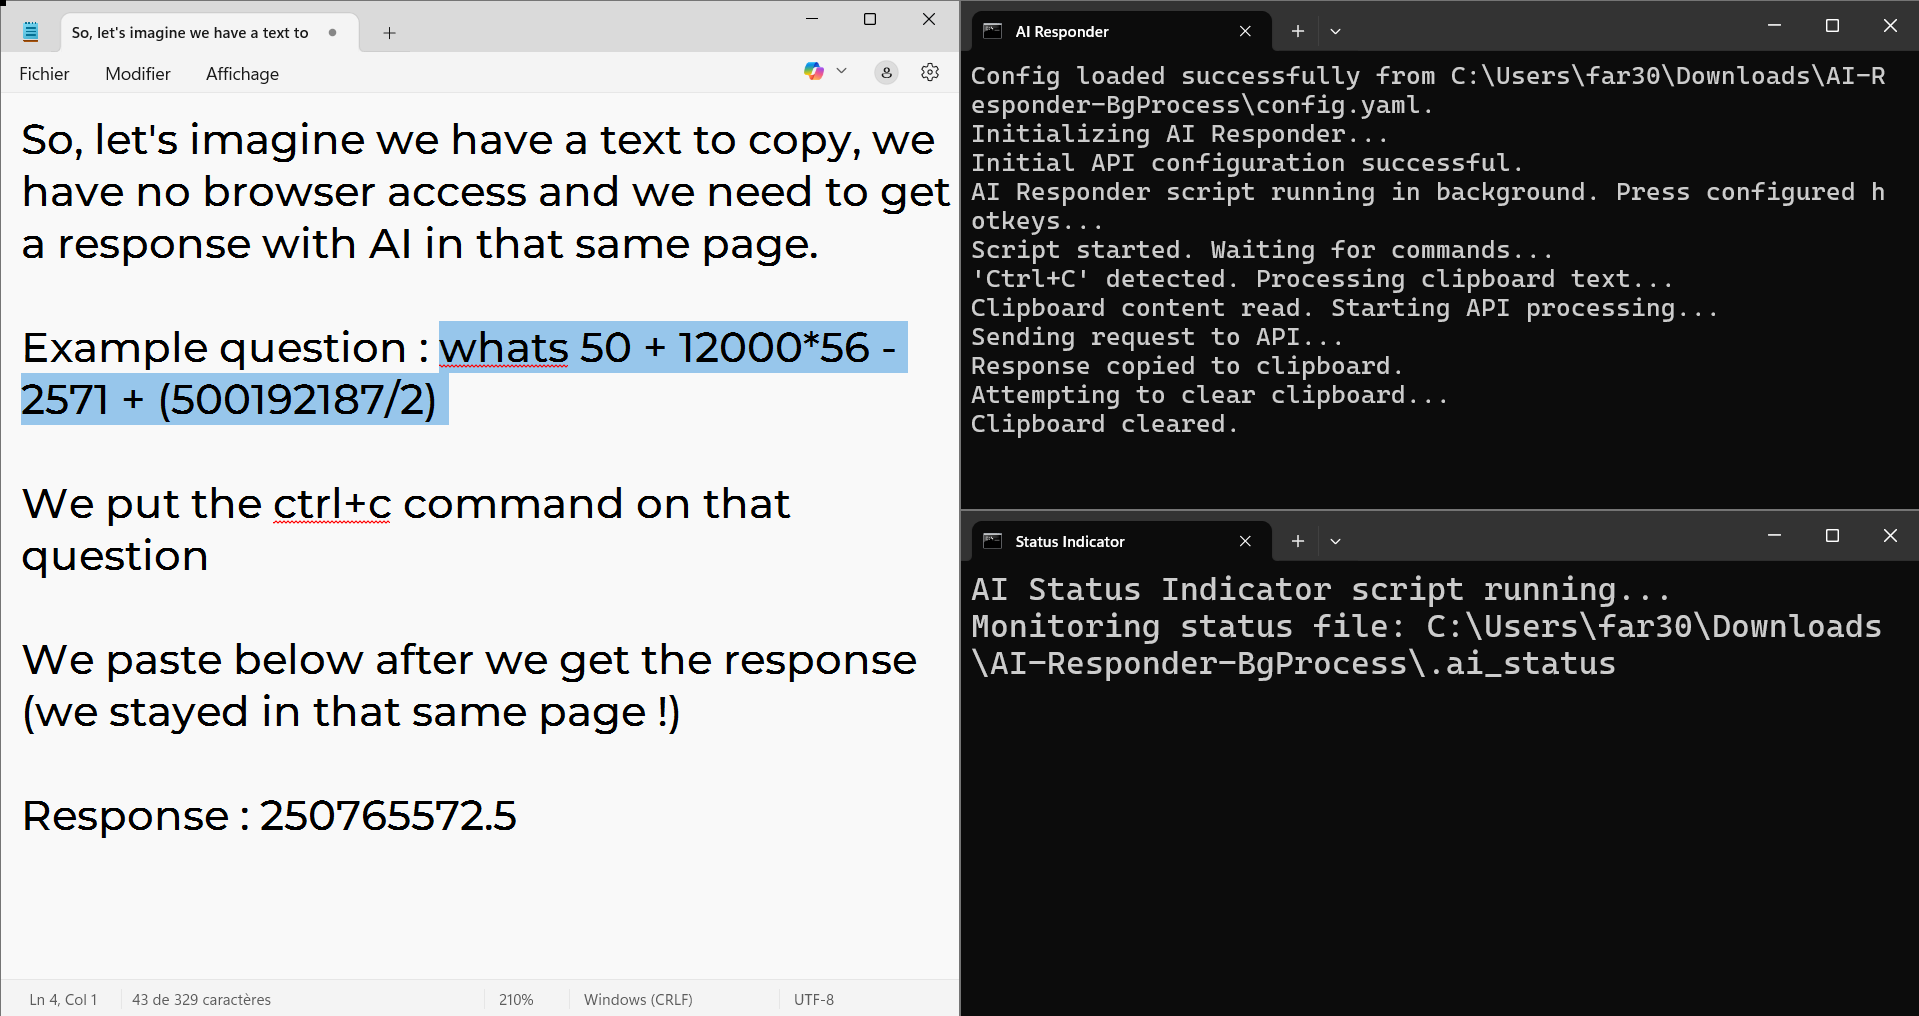 So, let's imagine we have a text to
Fichier Modifier Affichage
So, let's imagine we have a text to copy, we
have no browser access and we need to get
a response with AI in that same page.
Example question : whats 50 + 12000*56 -
2571 + (500192187/2)
We put the ctrl+c command on that
question
We paste below after we get the response
(we stayed in that same page !)
Response : 250765572.5
Ln 4, Col 1 43 de 329 caractères 210% Windows (CRLF) UTF-8
AI Responder
Config loaded successfully from C:\Users\far30\Downloads\AI-R
esponder-BgProcess\config.yaml.
Initializing AI Responder...
Initial API configuration successful.
AI Responder script running in background. Press configured h
otkeys...
Script started. Waiting for commands...
'Ctrl+C' detected. Processing clipboard text...
Clipboard content read. Starting API processing...
Sending request to API...
Response copied to clipboard.
Attempting to clear clipboard...
Clipboard cleared.
Status Indicator
AI Status Indicator script running...
Monitoring status file: C:\Users\far30\Downloads
\AI-Responder-BgProcess\.ai_status